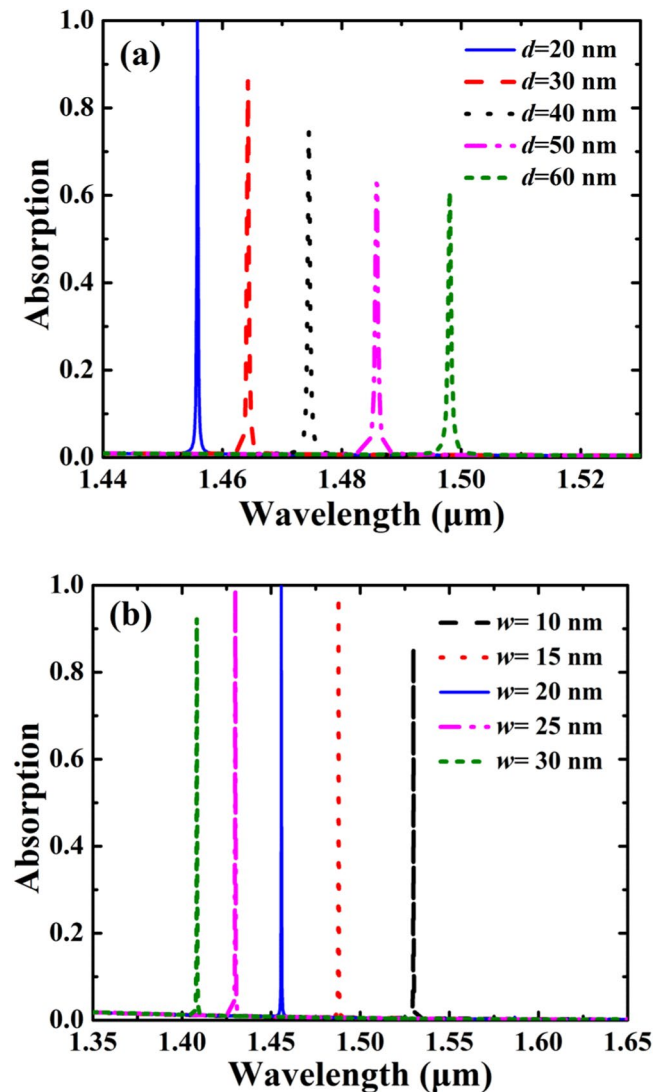 (a)
d=20 nm
d=30 nm
d=40 nm
d=50 nm
d=60 nm
1.0
0.8
0.6
0.4
0.2
0.0
Absorption
1.44 1.46 1.48 1.50 1.52
Wavelength (μm)
(b)
w= 10 nm
w= 15 nm
w= 20 nm
w= 25 nm
w= 30 nm
1.0
0.8
0.6
0.4
0.2
0.0
Absorption
1.35 1.40 1.45 1.50 1.55 1.60 1.65
Wavelength (μm)